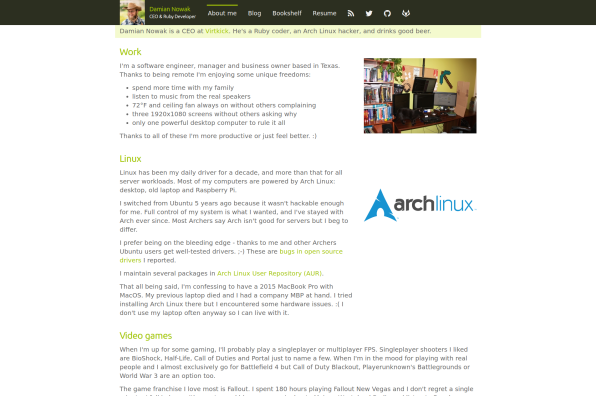 Damian Nowak
CEO & Ruby Developer
About me
Blog
Bookshelf
Resume
Damian Nowak is a CEO at Virtkick. He's a Ruby coder, an Arch Linux hacker, and drinks good beer.
Work
I'm a software engineer, manager and business owner based in Texas.
Thanks to being remote I'm enjoying some unique freedoms:
spend more time with my family
listen to music from the real speakers
72°F and ceiling fan always on without others complaining
three 1920x1080 screens without others asking why
only one powerful desktop computer to rule it all
Thanks to all of these I'm more productive or just feel better. :)
Linux
Linux has been my daily driver for a decade, and more than that for all
server workloads. Most of my computers are powered by Arch Linux:
desktop, old laptop and Raspberry Pi.
I switched from Ubuntu 5 years ago because it wasn't hackable enough
for me. Full control of my system is what I wanted, and I've stayed with
Arch ever since. Most Archers say Arch isn't good for servers but I beg to
differ.
archlinux
I prefer being on the bleeding edge - thanks to me and other Archers
Ubuntu users get well-tested drivers. ;-) These are bugs in open source
drivers I reported.
I maintain several packages in Arch Linux User Repository (AUR).
That all being said, I'm confessing to have a 2015 MacBook Pro with
MacOS. My previous laptop died and I had a company MBP at hand. I tried
installing Arch Linux there but I encountered some hardware issues. :( I
don't use my laptop often anyway so I can live with it.
Video games
When I'm up for some gaming, I'll probably play a singleplayer or multiplayer FPS. Singleplayer shooters I liked
are BioShock, Half-Life, Call of Duties and Portal just to name a few. When I'm in the mood for playing with real
people and I almost exclusively go for Battlefield 4 but Call of Duty Blackout, Playerunknown's Battlegrounds or
World War 3 are an option too.
The game franchise I love most is Fallout. I spent 180 hours playing Fallout New Vegas and I don't regret a single